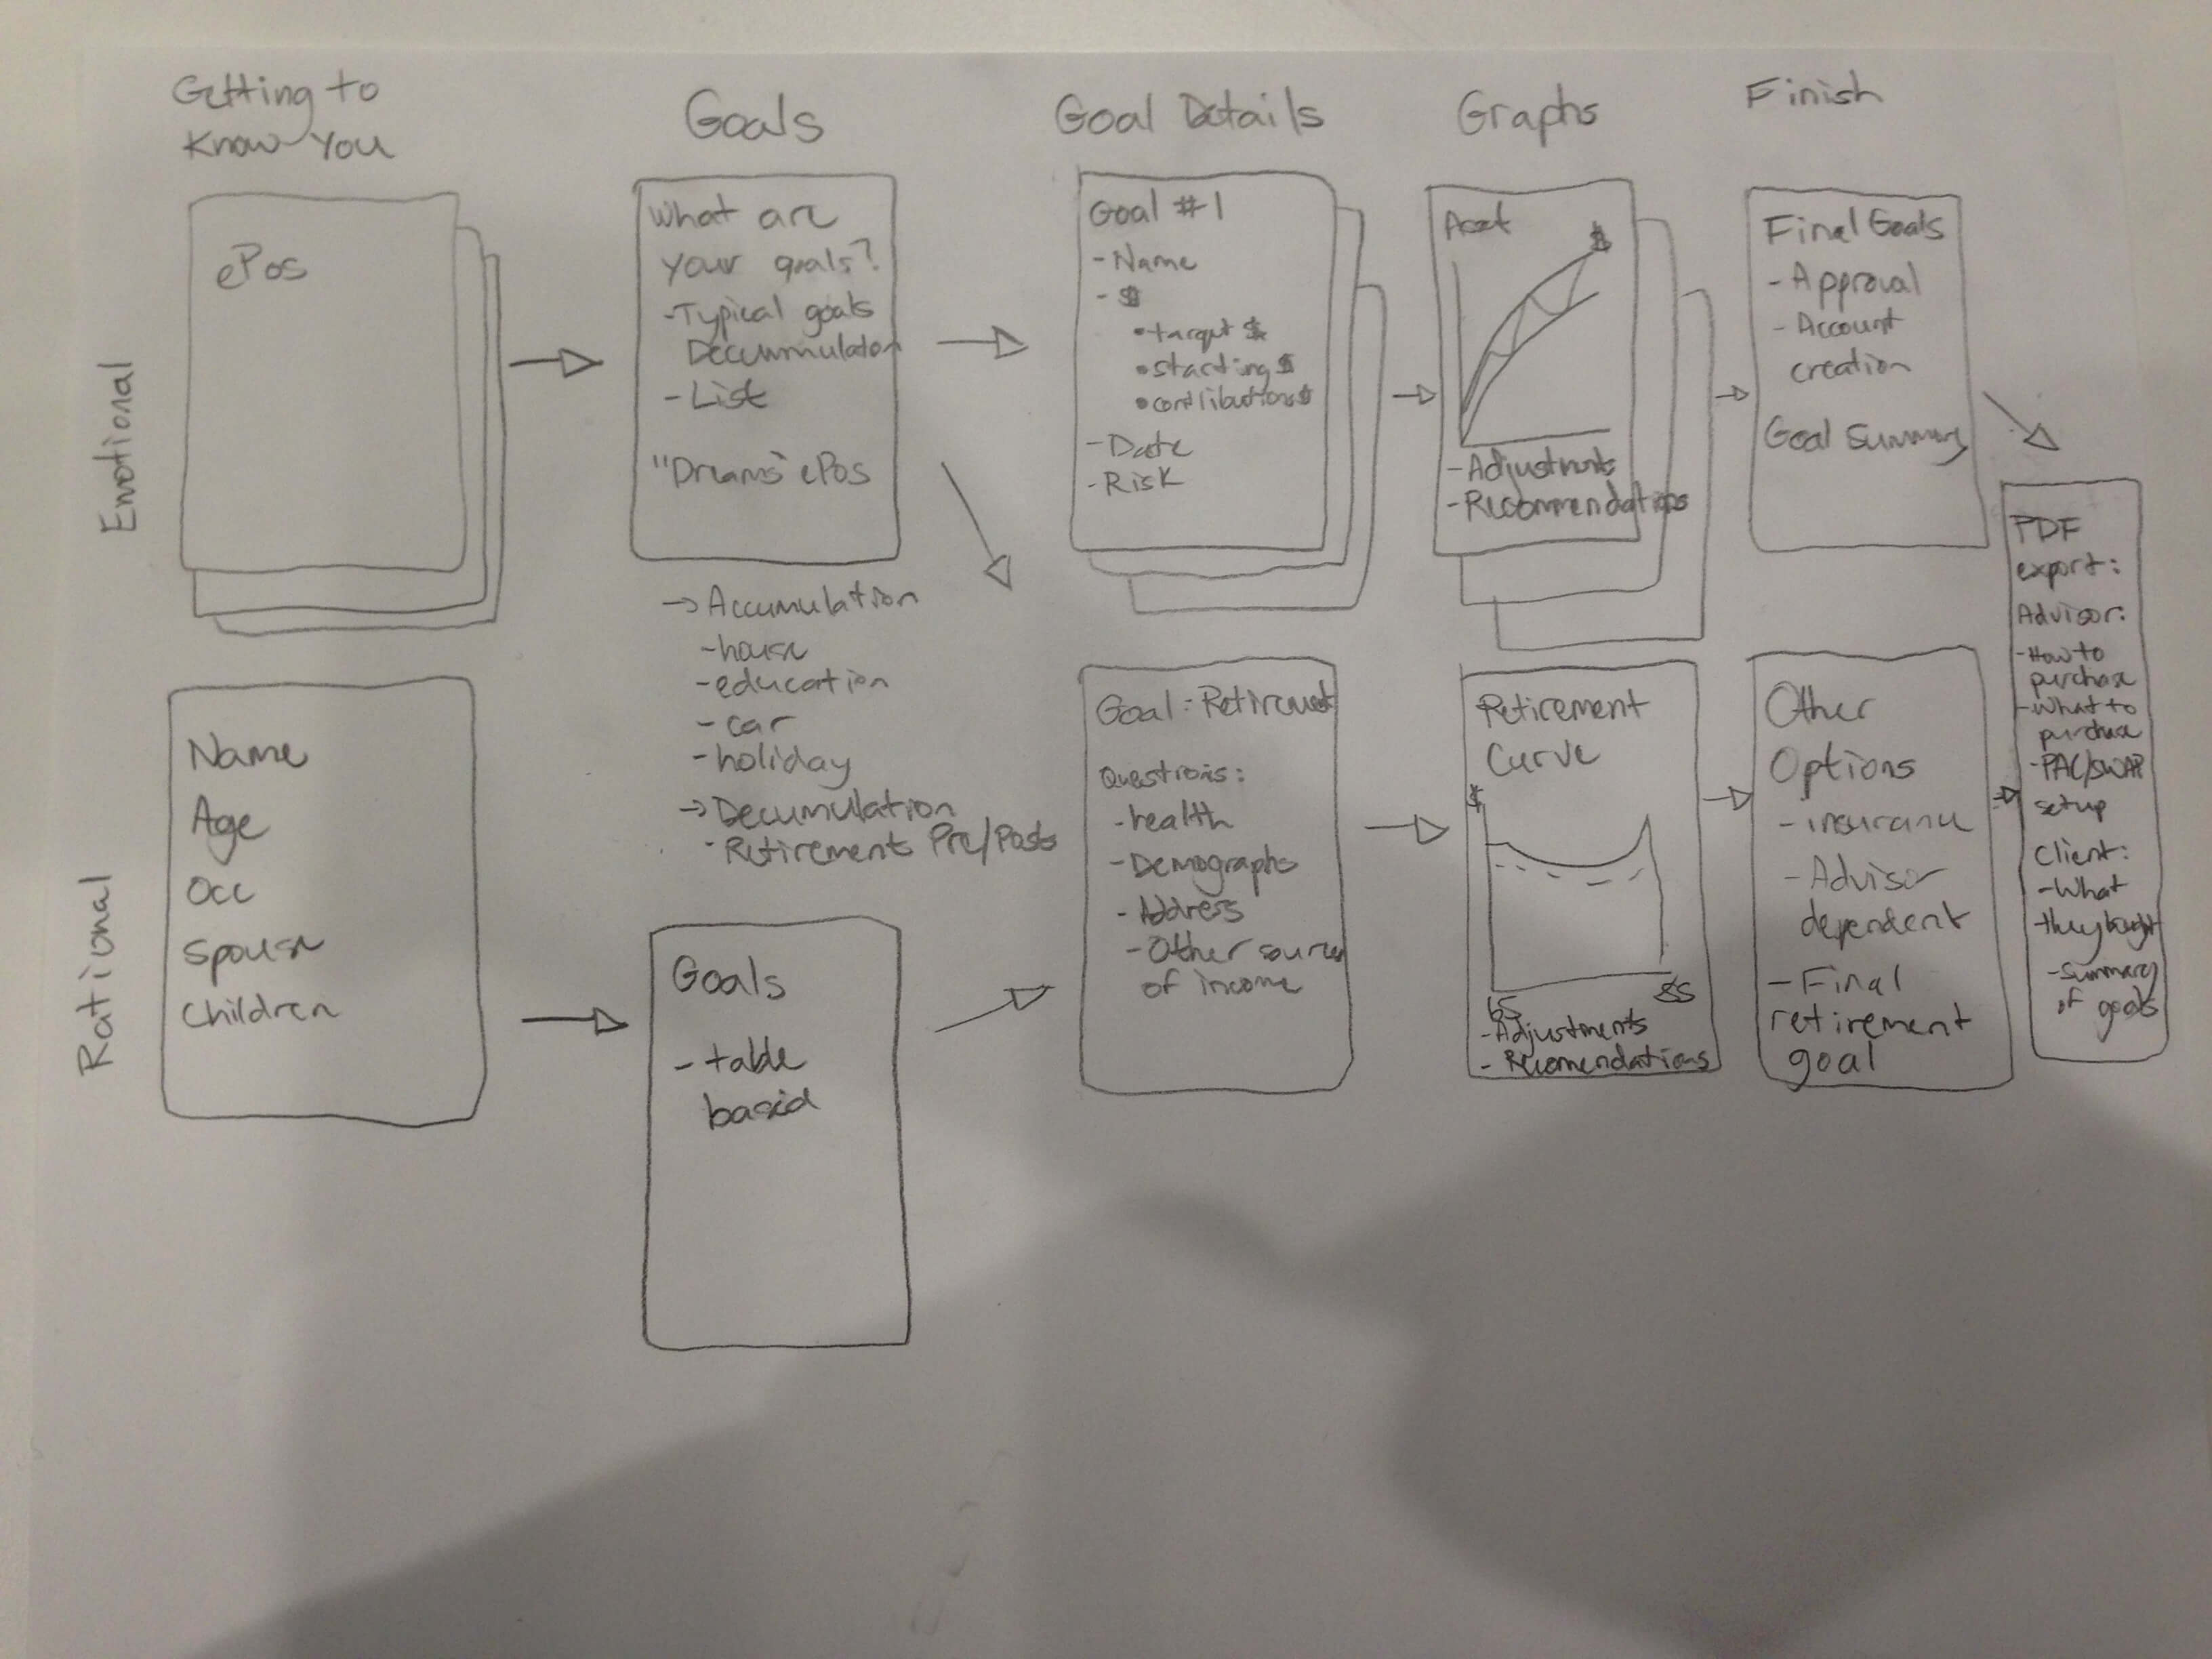 Getting to
Know You
Goals
Goal Details
Graphs
Finish
Emotional
ePos
What are
your goals?
-Typical goals
Decummulation
-List
"Dreams" ePos
→Accumulation
-house
-education
-car
-holiday
→Decumulation
-Retirements Pre/Posts
Goal #1
-Name
-$
•target $
•starting $
•contributions $
-Date
-Risk
$
-Adjustments
-Recommendations
Final Goals
-Approval
-Account
creation
Goal Summary
Rational
Name
Age
Occ
Spouse
Children
Goals
-table
based
Goal: Retirement
Questions:
-health
-Demographs
-Address
-Other sources
of income
Retirement
Curve
$
65
85
-Adjustments
-Recomendations
Other
Options
-insurance
-Advisor
dependent
-Final
retirement
goal
PDF
export:
Advisor:
-How to
purchase
-What to
purchase
-PAC/SWAP
setup
Client:
-What
they bought
-Summary
of goals